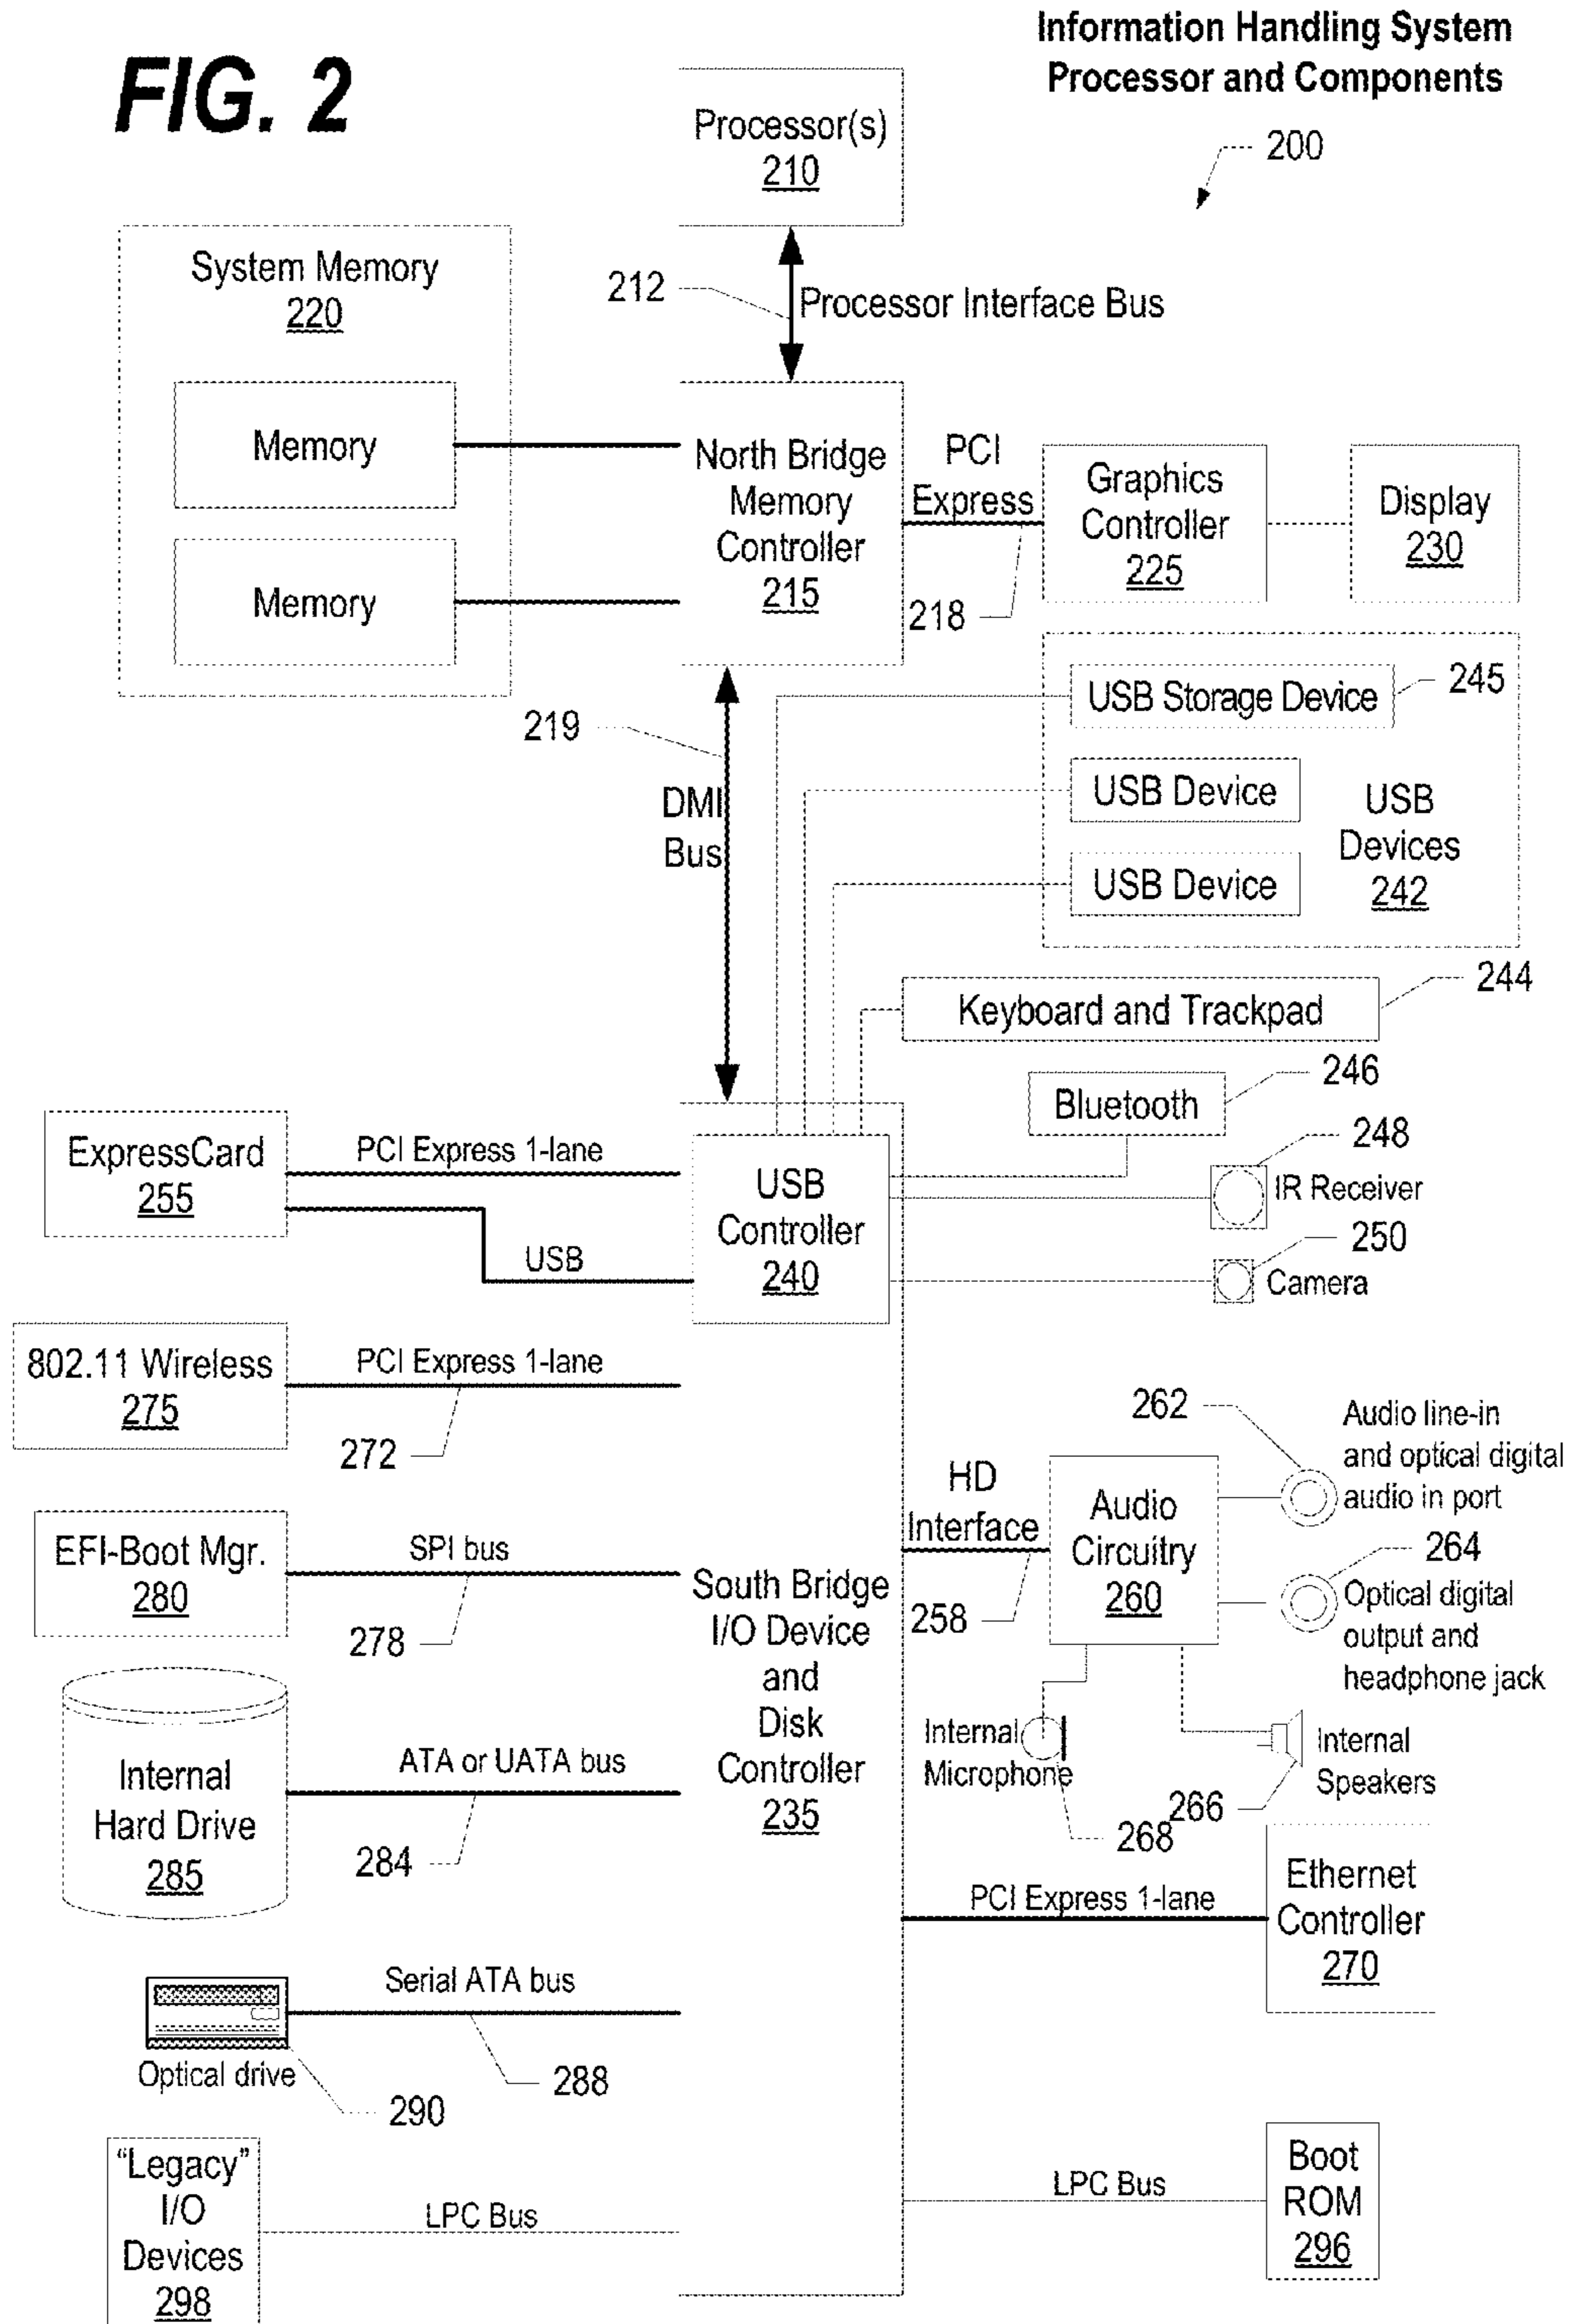 FIG. 2
Information Handling System
Processor and Components
200
Processor(s)
210
212
Processor Interface Bus
System Memory
220
Memory
Memory
North Bridge
Memory
Controller
215
PCI
Express
218
Graphics
Controller
225
Display
230
219
DMI
Bus
USB Storage Device
245
USB Device
USB Device
USB
Devices
242
Keyboard and Trackpad
244
Bluetooth
246
248
IR Receiver
250
Camera
ExpressCard
255
PCI Express 1-lane
USB
USB
Controller
240
802.11 Wireless
275
PCI Express 1-lane
272
EFI-Boot Mgr.
280
SPI bus
278
South Bridge
I/O Device
and
Disk
Controller
235
HD
Interface
258
Audio
Circuitry
260
262
Audio line-in
and optical digital
audio in port
264
Optical digital
output and
headphone jack
Internal
Microphone
268
266
Internal
Speakers
Internal
Hard Drive
285
ATA or UATA bus
284
PCI Express 1-lane
Ethernet
Controller
270
Serial ATA bus
288
Optical drive
290
"Legacy"
I/O
Devices
298
LPC Bus
LPC Bus
Boot
ROM
296